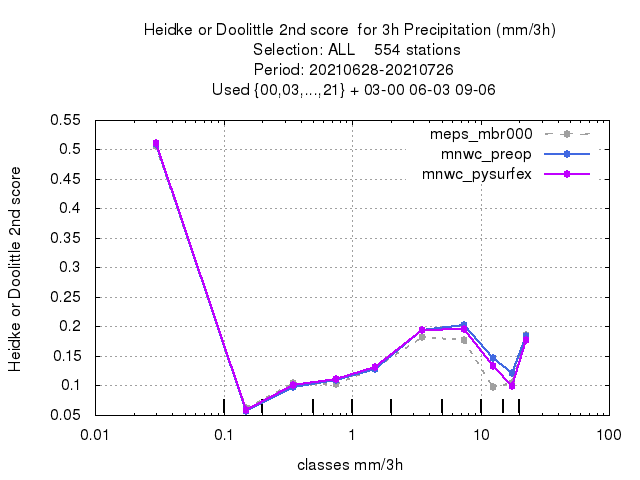 Heidke or Doolittle 2nd score  for 3h Precipitation (mm/3h)
Selection: ALL    554 stations
Period: 20210628-20210726
Used {00,03,...,21} + 03-00 06-03 09-06
meps_mbr000
mnwc_preop
mnwc_pysurfex
Heidke or Doolittle 2nd score
0.55
0.5
0.45
0.4
0.35
0.3
0.25
0.2
0.15
0.1
0.05
0.01
0.1
1
10
100
classes mm/3h